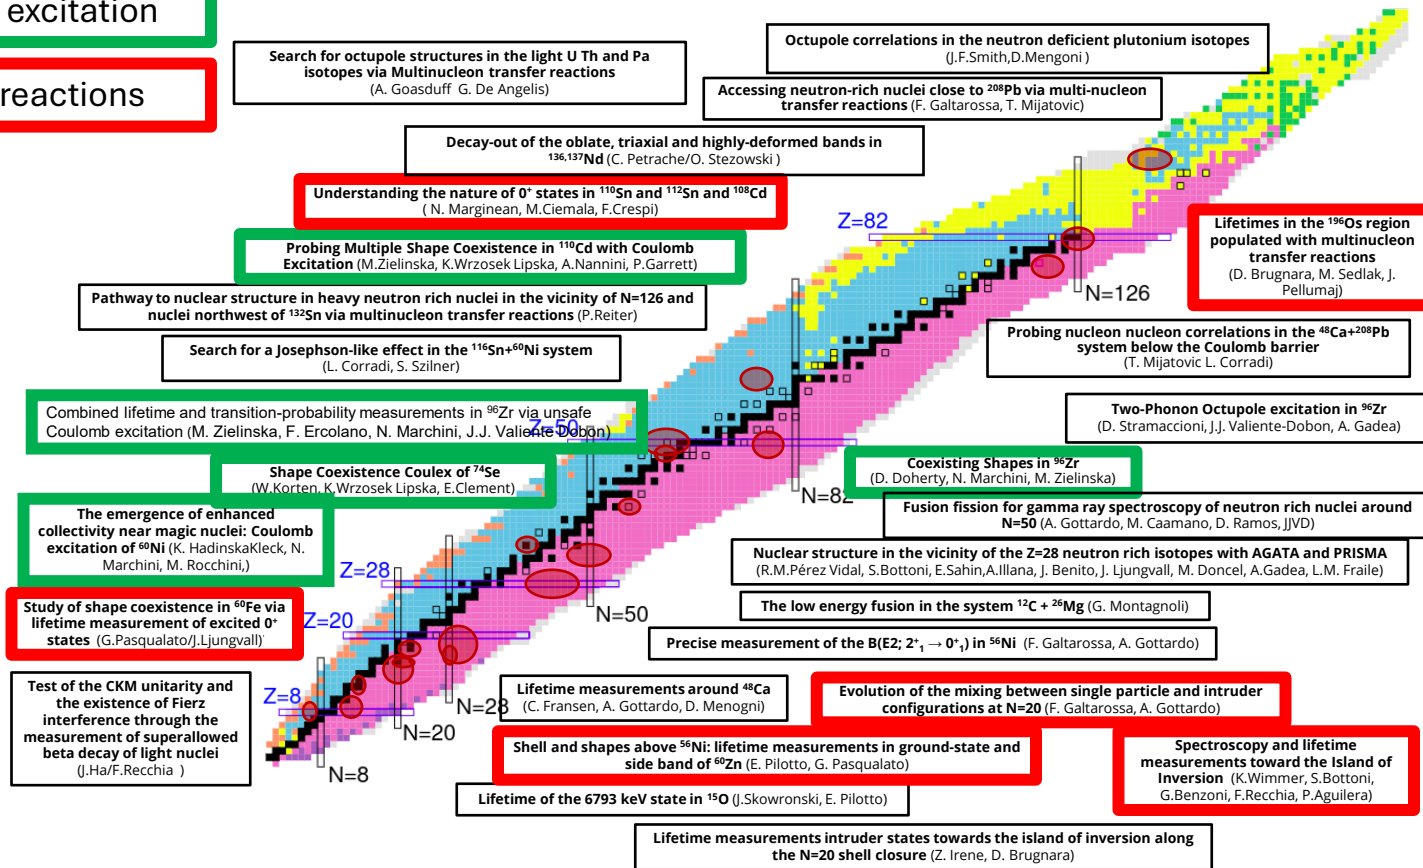 excitation
reactions
Search for octupole structures in the light U Th and Pa
isotopes via Multinucleon transfer reactions
(A. Goasduff G. De Angelis)
Octupole correlations in the neutron deficient plutonium isotopes
(J.F.Smith,D.Mengoni )
Accessing neutron-rich nuclei close to ²⁰⁸Pb via multi-nucleon
transfer reactions (F. Galtarossa, T. Mijatovic)
Decay-out of the oblate, triaxial and highly-deformed bands in
¹³⁶,¹³⁷Nd (C. Petrache/O. Stezowski )
Understanding the nature of 0⁺ states in ¹¹⁰Sn and ¹¹²Sn and ¹⁰⁸Cd
( N. Marginean, M.Ciemala, F.Crespi)
Probing Multiple Shape Coexistence in ¹¹⁰Cd with Coulomb
Excitation (M.Zielinska, K.Wrzosek Lipska, A.Nannini, P.Garrett)
Pathway to nuclear structure in heavy neutron rich nuclei in the vicinity of N=126 and
nuclei northwest of ¹³²Sn via multinucleon transfer reactions (P.Reiter)
Search for a Josephson-like effect in the ¹¹⁶Sn+⁶⁰Ni system
(L. Corradi, S. Szilner)
Combined lifetime and transition-probability measurements in ⁹⁶Zr via unsafe
Coulomb excitation (M. Zielinska, F. Ercolano, N. Marchini, J.J. Valiente Dobon)
Shape Coexistence Coulex of ⁷⁴Se
(W.Korten, K.Wrzosek Lipska, E.Clement)
The emergence of enhanced
collectivity near magic nuclei: Coulomb
excitation of ⁶⁰Ni (K. HadinskaKleck, N.
Marchini, M. Rocchini,)
Study of shape coexistence in ⁶⁰Fe via
lifetime measurement of excited 0⁺
states (G.Pasqualato/J.Ljungvall)
Test of the CKM unitarity and
the existence of Fierz
interference through the
measurement of superallowed
beta decay of light nuclei
(J.Ha/F.Recchia )
Z=82
Z=50
Z=28
Z=20
Z=8
N=126
N=82
N=50
N=28
N=20
N=8
Lifetimes in the ¹⁹⁶Os region
populated with multinucleon
transfer reactions
(D. Brugnara, M. Sedlak, J.
Pellumaj)
Probing nucleon nucleon correlations in the ⁴⁸Ca+²⁰⁸Pb
system below the Coulomb barrier
(T. Mijatovic L. Corradi)
Two-Phonon Octupole excitation in ⁹⁶Zr
(D. Stramaccioni, J.J. Valiente-Dobon, A. Gadea)
Coexisting Shapes in ⁹⁶Zr
(D. Doherty, N. Marchini, M. Zielinska)
Fusion fission for gamma ray spectroscopy of neutron rich nuclei around
N=50 (A. Gottardo, M. Caamano, D. Ramos, JJVD)
Nuclear structure in the vicinity of the Z=28 neutron rich isotopes with AGATA and PRISMA
(R.M.Pérez Vidal, S.Bottoni, E.Sahin,A.Illana, J. Benito, J. Ljungvall, M. Doncel, A.Gadea, L.M. Fraile)
The low energy fusion in the system ¹²C + ²⁶Mg (G. Montagnoli)
Precise measurement of the B(E2; 2⁺₁ → 0⁺₁) in ⁵⁶Ni (F. Galtarossa, A. Gottardo)
Lifetime measurements around ⁴⁸Ca
(C. Fransen, A. Gottardo, D. Menogni)
Evolution of the mixing between single particle and intruder
configurations at N=20 (F. Galtarossa, A. Gottardo)
Shell and shapes above ⁵⁶Ni: lifetime measurements in ground-state and
side band of ⁶⁰Zn (E. Pilotto, G. Pasqualato)
Spectroscopy and lifetime
measurements toward the Island of
Inversion (K.Wimmer, S.Bottoni,
G.Benzoni, F.Recchia, P.Aguilera)
Lifetime of the 6793 keV state in ¹⁵O (J.Skowronski, E. Pilotto)
Lifetime measurements intruder states towards the island of inversion along
the N=20 shell closure (Z. Irene, D. Brugnara)